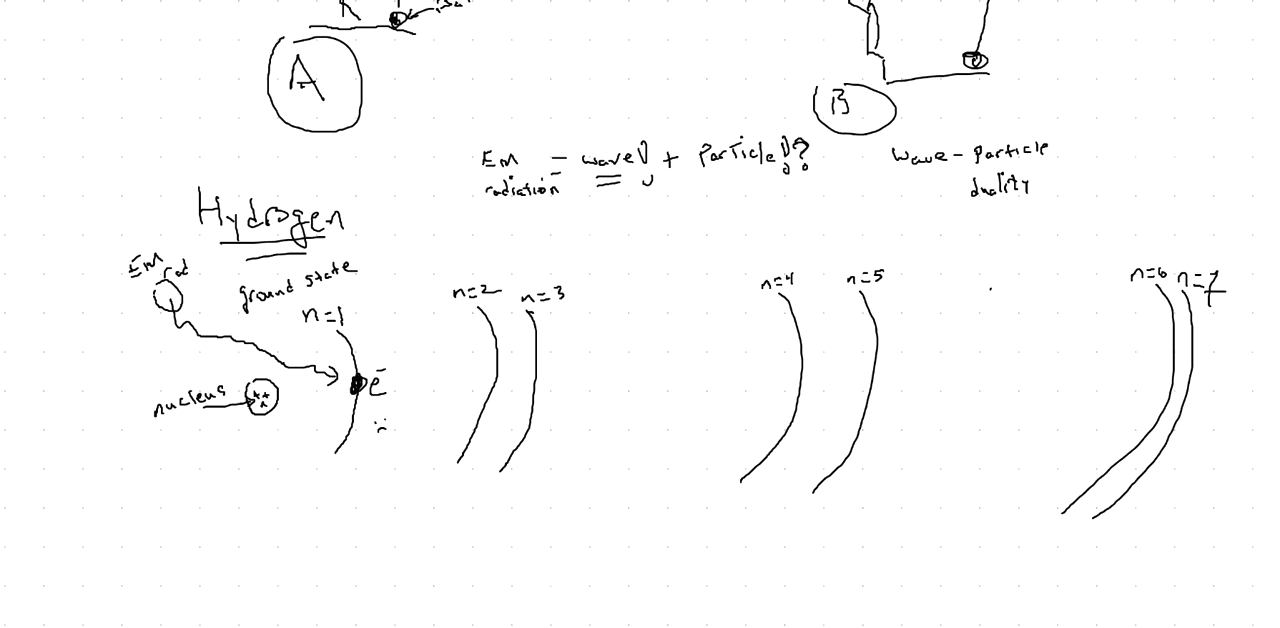 R
A
B
EM radiation – wave! + particle!?
wave – particle
duality
Hydrogen
EM rad
ground state
n=1
n=2
n=3
n=4
n=5
n=6
n=7
nucleus
++
+
e-